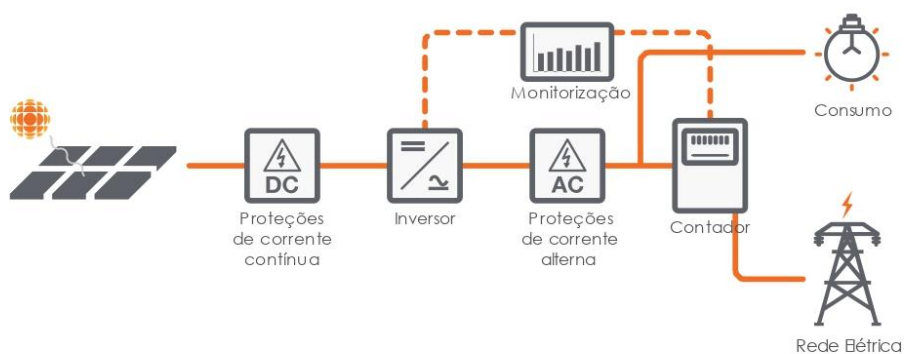 Monitorização
Consumo
DC
AC
Proteções
de corrente
contínua
Inversor
Proteções
de corrente
alterna
Contador
Rede Elétrica